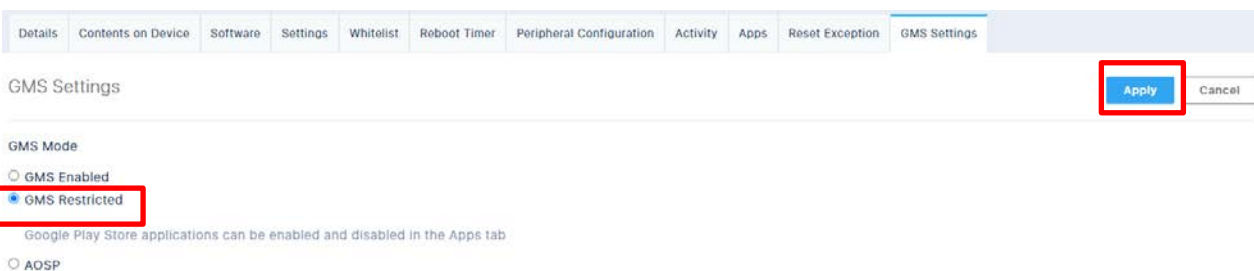 Details Contents on Device Software Settings Whitelist Reboot Timer Peripheral Configuration Activity Apps Reset Exception GMS Settings
GMS Settings Apply Cancel
GMS Mode
GMS Enabled
GMS Restricted
Google Play Store applications can be enabled and disabled in the Apps tab
AOSP